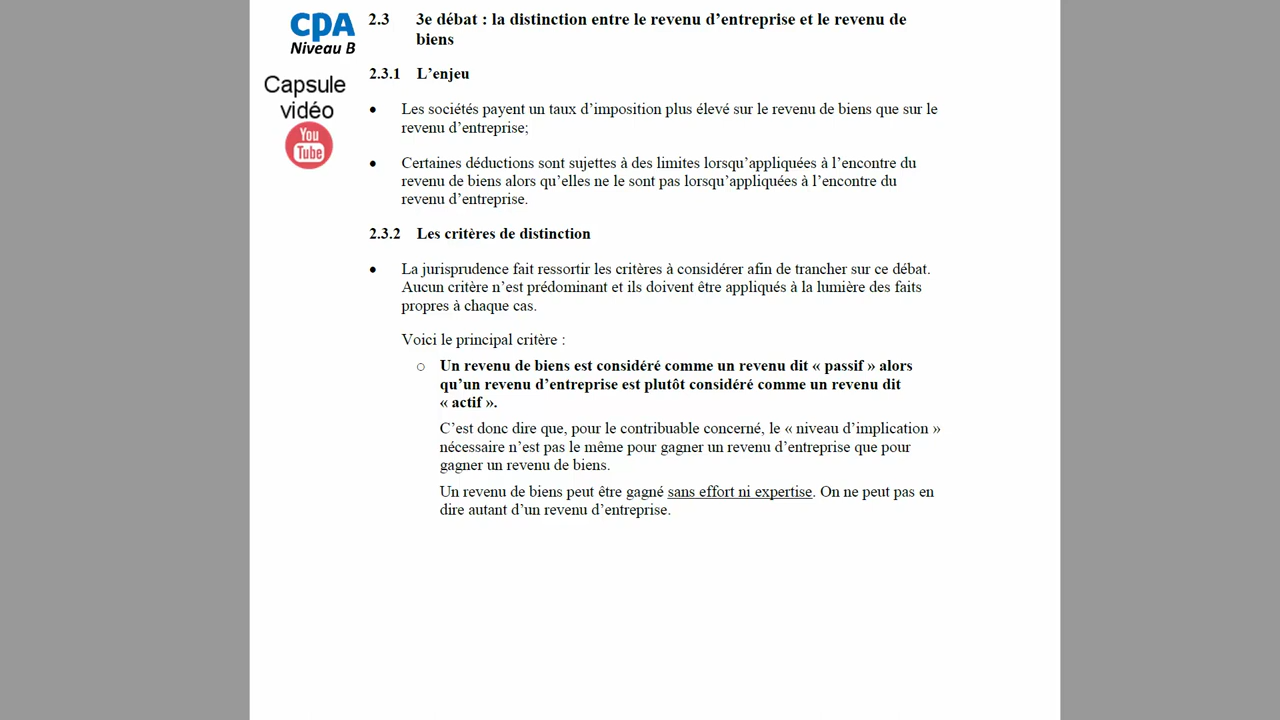 cpa
Niveau B
Capsule
vidéo
You
Tube
2.3 3e débat : la distinction entre le revenu d’entreprise et le revenu de
biens
2.3.1 L’enjeu
• Les sociétés payent un taux d’imposition plus élevé sur le revenu de biens que sur le
revenu d’entreprise;
• Certaines déductions sont sujettes à des limites lorsqu’appliquées à l’encontre du
revenu de biens alors qu’elles ne le sont pas lorsqu’appliquées à l’encontre du
revenu d’entreprise.
2.3.2 Les critères de distinction
• La jurisprudence fait ressortir les critères à considérer afin de trancher sur ce débat.
Aucun critère n’est prédominant et ils doivent être appliqués à la lumière des faits
propres à chaque cas.
Voici le principal critère :
○ Un revenu de biens est considéré comme un revenu dit « passif » alors
qu’un revenu d’entreprise est plutôt considéré comme un revenu dit
« actif ».
C’est donc dire que, pour le contribuable concerné, le « niveau d’implication »
nécessaire n’est pas le même pour gagner un revenu d’entreprise que pour
gagner un revenu de biens.
Un revenu de biens peut être gagné sans effort ni expertise. On ne peut pas en
dire autant d’un revenu d’entreprise.